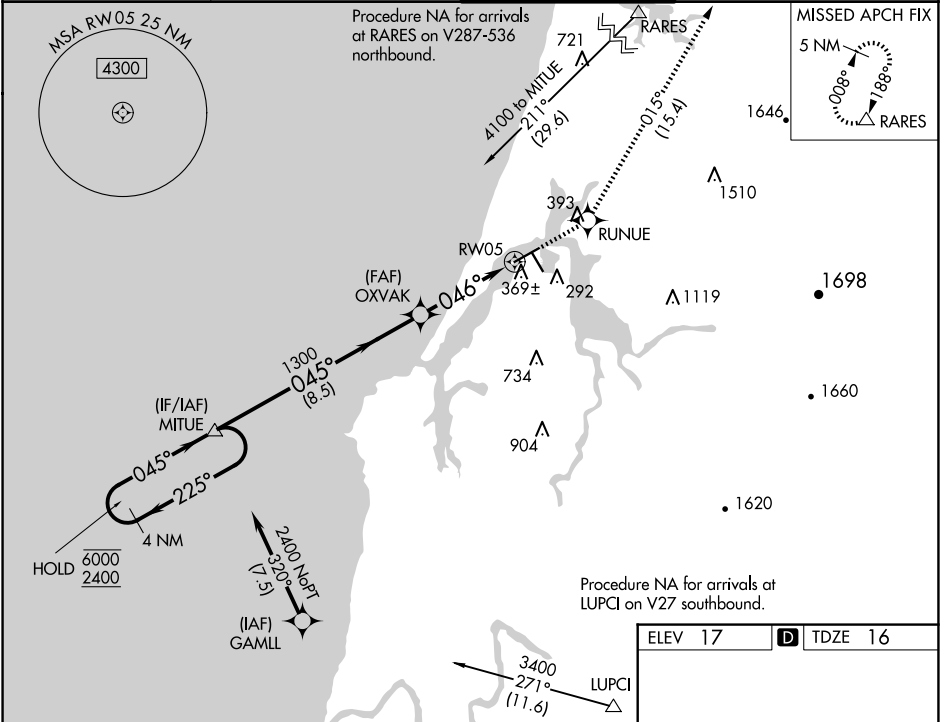 MSA RW05 25 NM
4300
Procedure NA for arrivals
at RARES on V287-536
northbound.
721
RARES
4100 to MITUE
211°
(29.6)
015°
(15.4)
MISSED APCH FIX
5 NM
008°
188°
RARES
1646
1510
393
RUNUE
RW05
369±
292
1119
1698
(FAF)
OXVAK
046°
1300
045°
(8.5)
734
1660
(IF/IAF)
MITUE
904
045°
225°
4 NM
1620
HOLD
6000
2400
2400 NoPT
320°
(7.5)
(IAF)
GAMLL
Procedure NA for arrivals at
LUPCI on V27 southbound.
ELEV 17 D TDZE 16
3400
271°
(11.6)
LUPCI